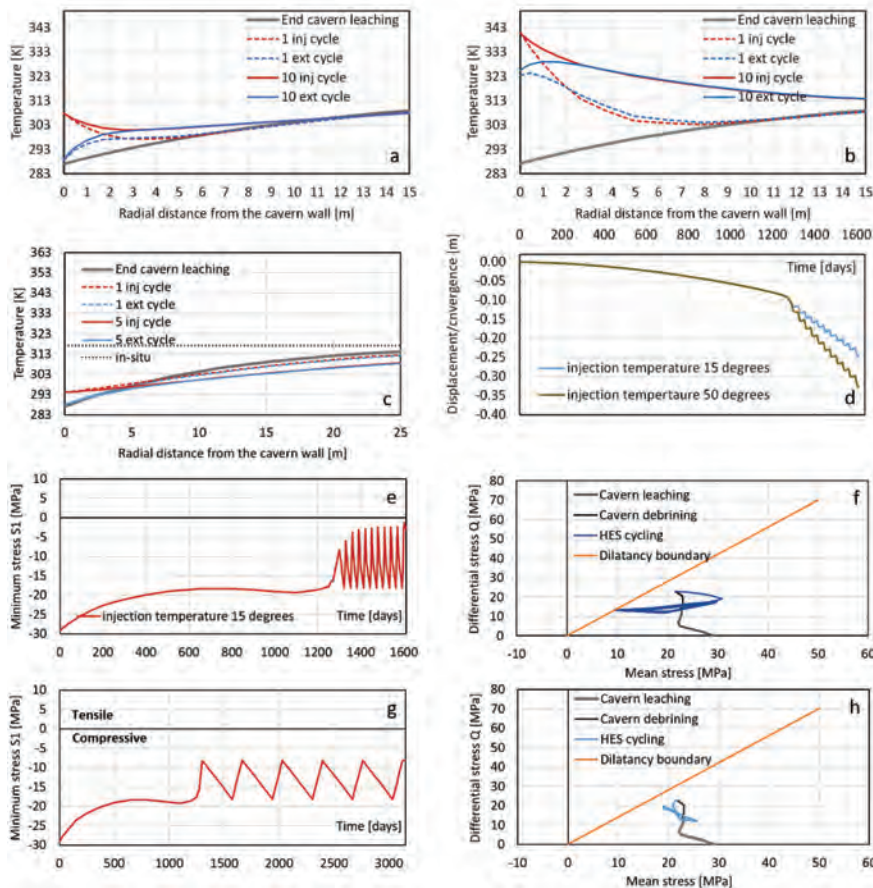 343
333
323
313
303
293
283
Temperature [K]
End cavern leaching
1 inj cycle
1 ext cycle
10 inj cycle
10 ext cycle
a
0 1 2 3 4 5 6 7 8 9 10 11 12 13 14 15
Radial distance from the cavern wall [m]
343
333
323
313
303
293
283
Temperature [K]
End cavern leaching
1 inj cycle
1 ext cycle
10 inj cycle
10 ext cycle
b
0 1 2 3 4 5 6 7 8 9 10 11 12 13 14 15
Radial distance from the cavern wall [m]
363
353
343
333
323
313
303
293
283
Temperature [K]
End cavern leaching
1 inj cycle
1 ext cycle
5 inj cycle
5 ext cycle
in-situ
c
0 5 10 15 20 25
Radial distance from the cavern wall [m]
0 200 400 600 800 1000 1200 1400 1600
0.00
-0.05
-0.10
-0.15
-0.20
-0.25
-0.30
-0.35
-0.40
Displacement/cnvergence [m]
Time [days]
injection temperature 15 degrees
injection tempertaure 50 degrees
d
10
5
0
-5
-10
-15
-20
-25
-30
Minimum stress S1 [MPa]
e
injection temperature 15 degrees
Time [days]
0 200 400 600 800 1000 1200 1400 1600
80
70
60
50
40
30
20
10
0
Differential stress Q [MPa]
Cavern leaching
Cavern debrining
HES cycling
Dilatancy boundary
f
-10 0 10 20 30 40 50 60
Mean stress [MPa]
10
5
0
-5
-10
-15
-20
-25
-30
Minimum stress S1 [MPa]
g
Tensile
Compressive
Time [days]
0 500 1000 1500 2000 2500 3000
80
70
60
50
40
30
20
10
0
Differential stress Q [MPa]
Cavern leaching
Cavern debrining
HES cycling
Dilatancy boundary
h
-10 0 10 20 30 40 50 60
Mean stress [MPa]